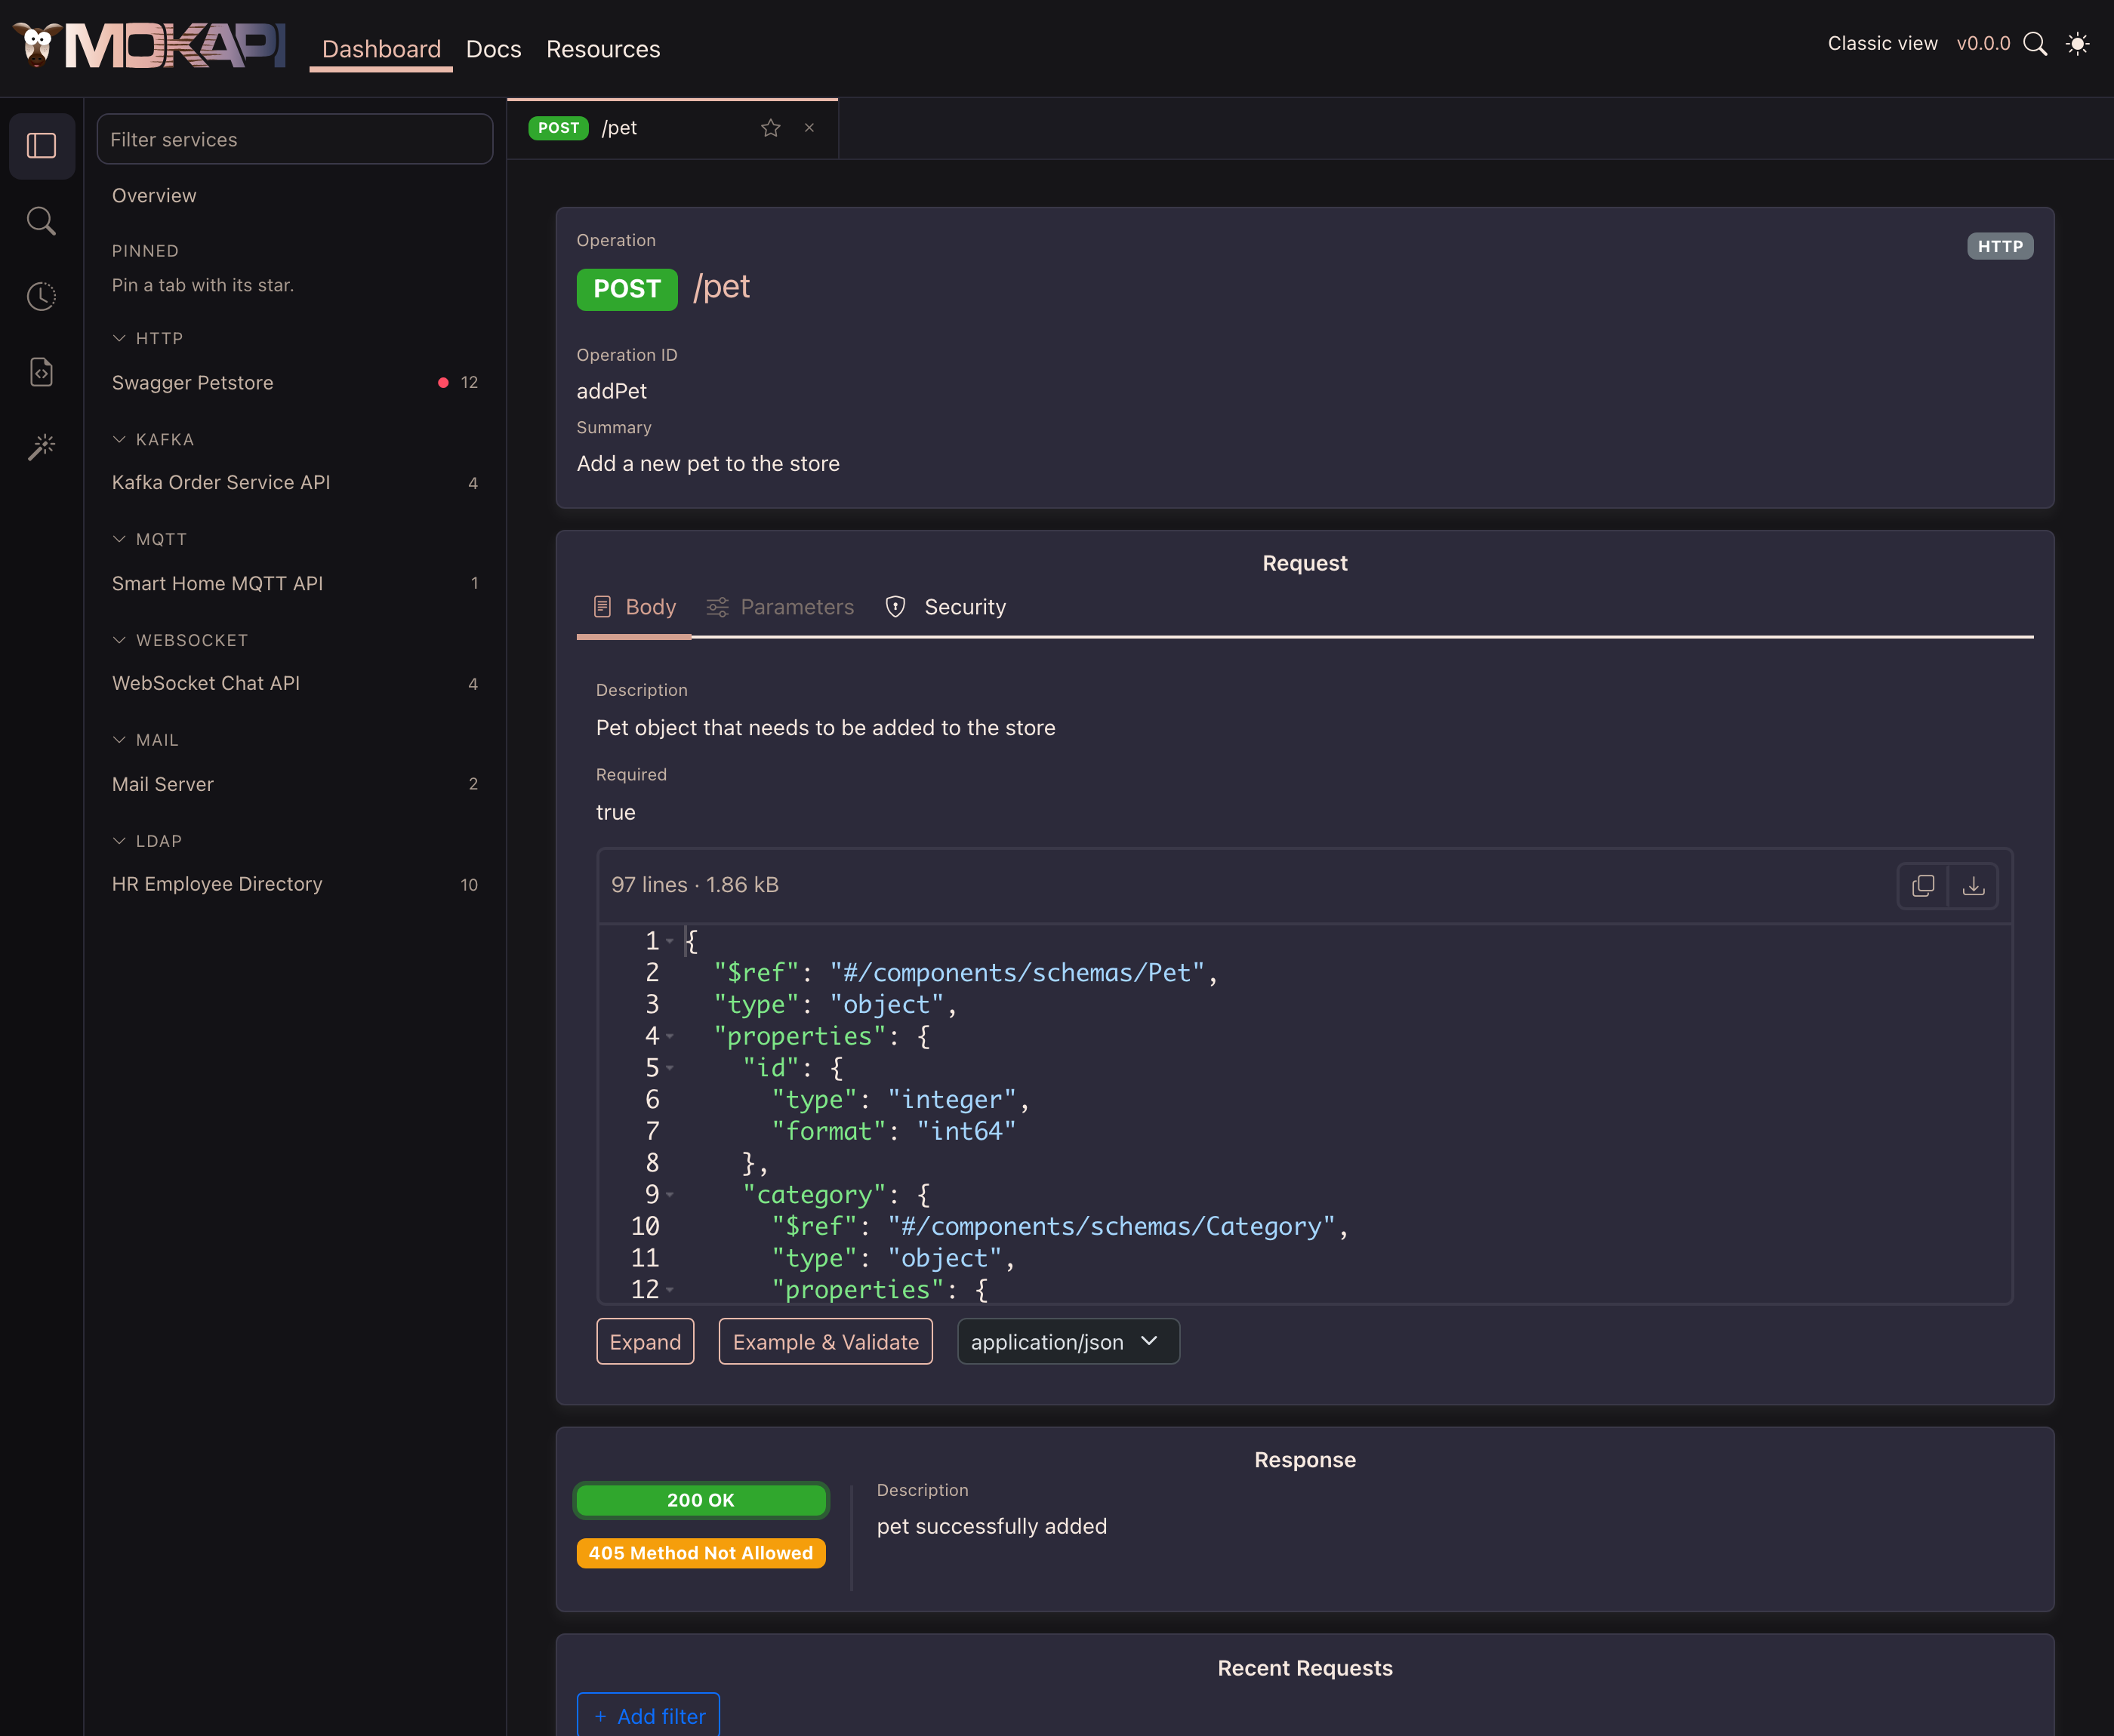 MOKAPI
Dashboard Docs Resources
Classic view v0.0.0
Filter services
Overview
PINNED
Pin a tab with its star.
HTTP
Swagger Petstore 12
KAFKA
Kafka Order Service API 4
MQTT
Smart Home MQTT API 1
WEBSOCKET
WebSocket Chat API 4
MAIL
Mail Server 2
LDAP
HR Employee Directory 10
POST /pet
Operation
HTTP
POST /pet
Operation ID
addPet
Summary
Add a new pet to the store
Request
Body Parameters Security
Description
Pet object that needs to be added to the store
Required
true
97 lines · 1.86 kB
1 {
2 "$ref": "#/components/schemas/Pet",
3 "type": "object",
4 "properties": {
5 "id": {
6 "type": "integer",
7 "format": "int64"
8 },
9 "category": {
10 "$ref": "#/components/schemas/Category",
11 "type": "object",
12 "properties": {
Expand Example & Validate application/json
Response
200 OK
405 Method Not Allowed
Description
pet successfully added
Recent Requests
+ Add filter